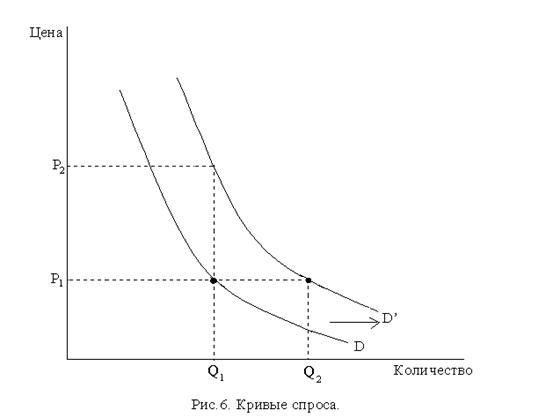 Цена
P₂
P₁
D'
D
Q₁
Q₂
Количество
Рис.6. Кривые спроса.